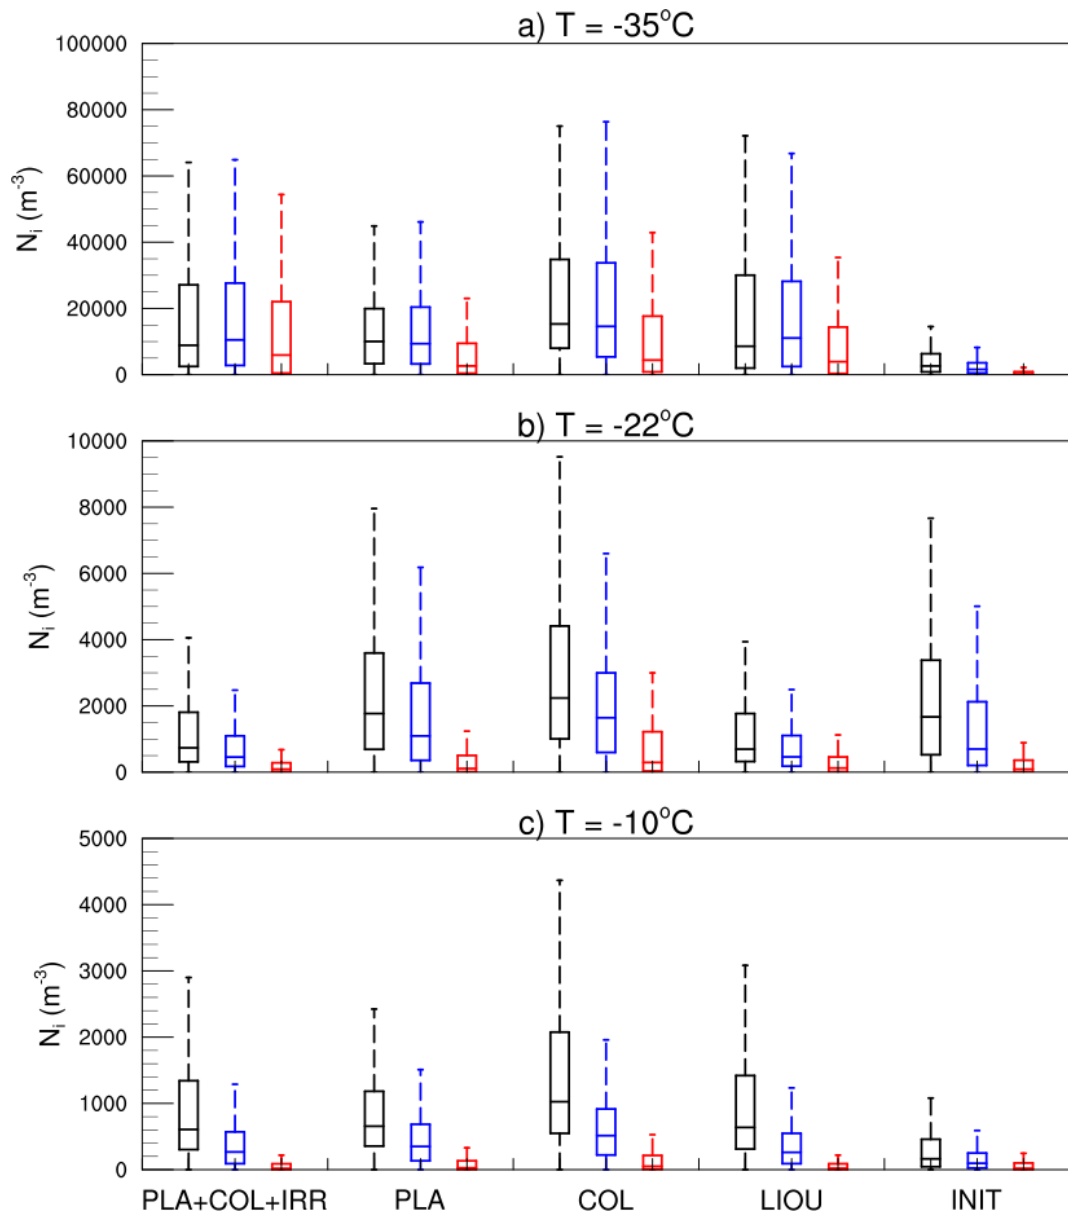 a) T = -35°C
100000
80000
60000
40000
20000
0
Nᵢ (m⁻³)
b) T = -22°C
10000
8000
6000
4000
2000
0
Nᵢ (m⁻³)
c) T = -10°C
5000
4000
3000
2000
1000
0
Nᵢ (m⁻³)
PLA+COL+IRR PLA COL LIOU INIT